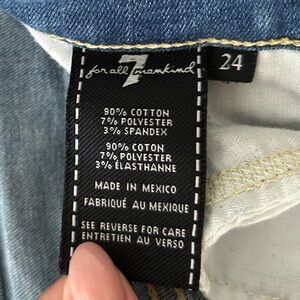 7
for all mankind
24
90% COTTON
7% POLYESTER
3% SPANDEX
90% COTON
7% POLYESTER
3% ÉLASTHANNE
MADE IN MEXICO
FABRIQUÉ AU MEXIQUE
SEE REVERSE FOR CARE
ENTRETIEN AU VERSO